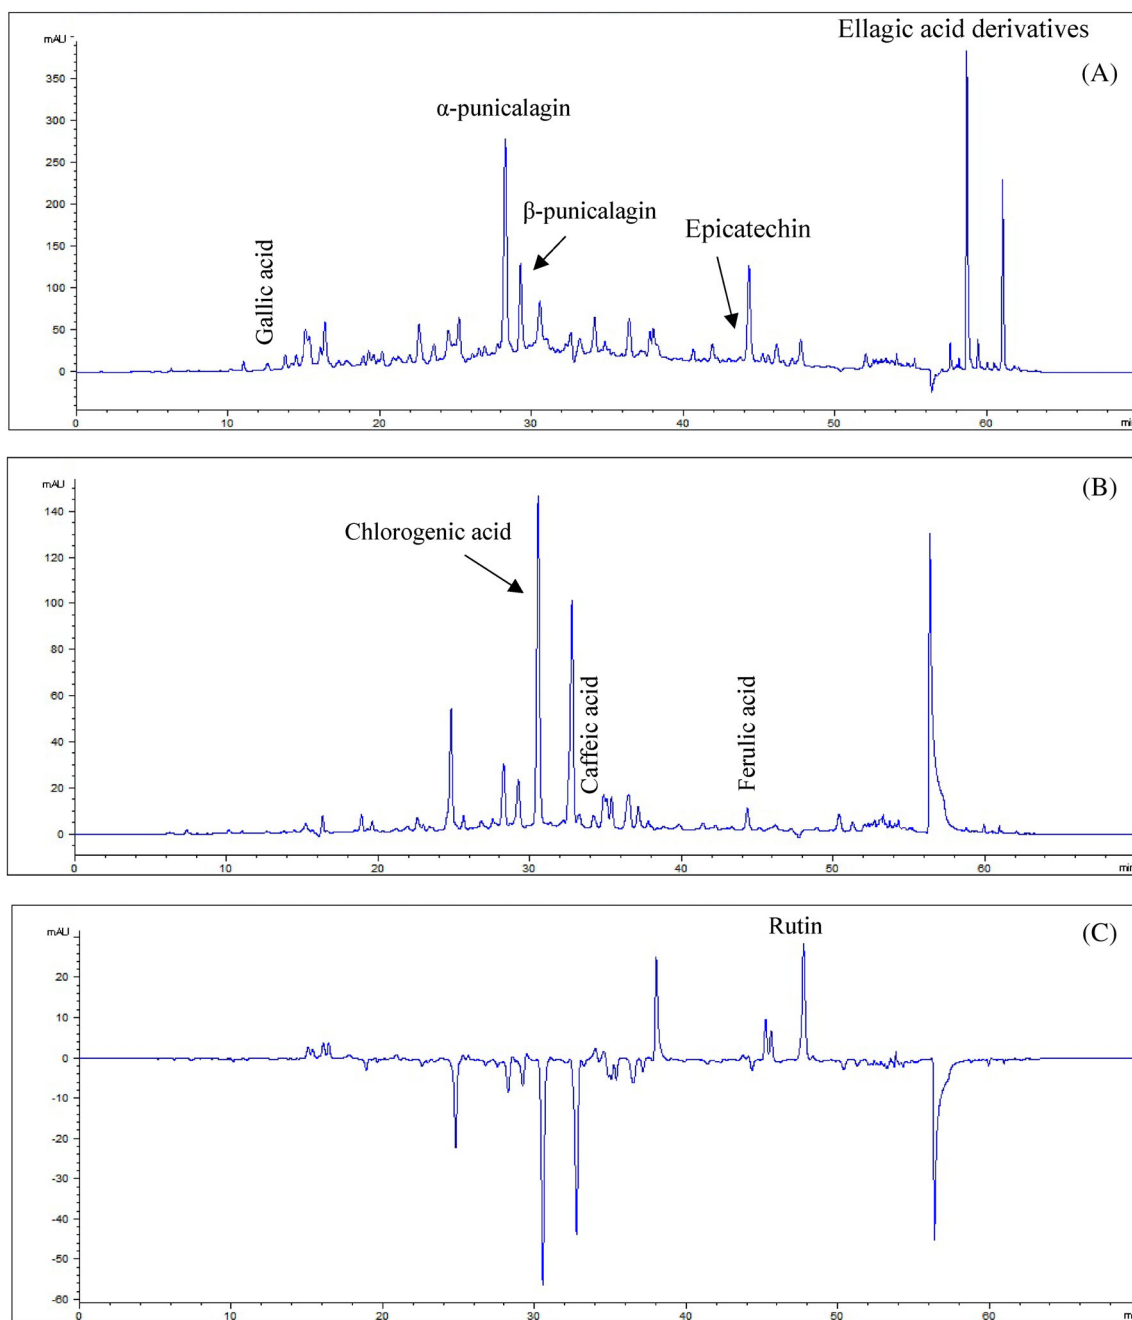 Ellagic acid derivatives
mAU
(A)
350
α-punicalagin
300
250
200
β-punicalagin
Epicatechin
150
Gallic acid
100
50
0
0 10 20 30 40 50 60 min
mAU
(B)
140
Chlorogenic acid
120
100
80
60
Caffeic acid
Ferulic acid
40
20
0
0 10 20 30 40 50 60 min
Rutin
mAU
(C)
20
10
0
-10
-20
-30
-40
-50
-60
0 10 20 30 40 50 60